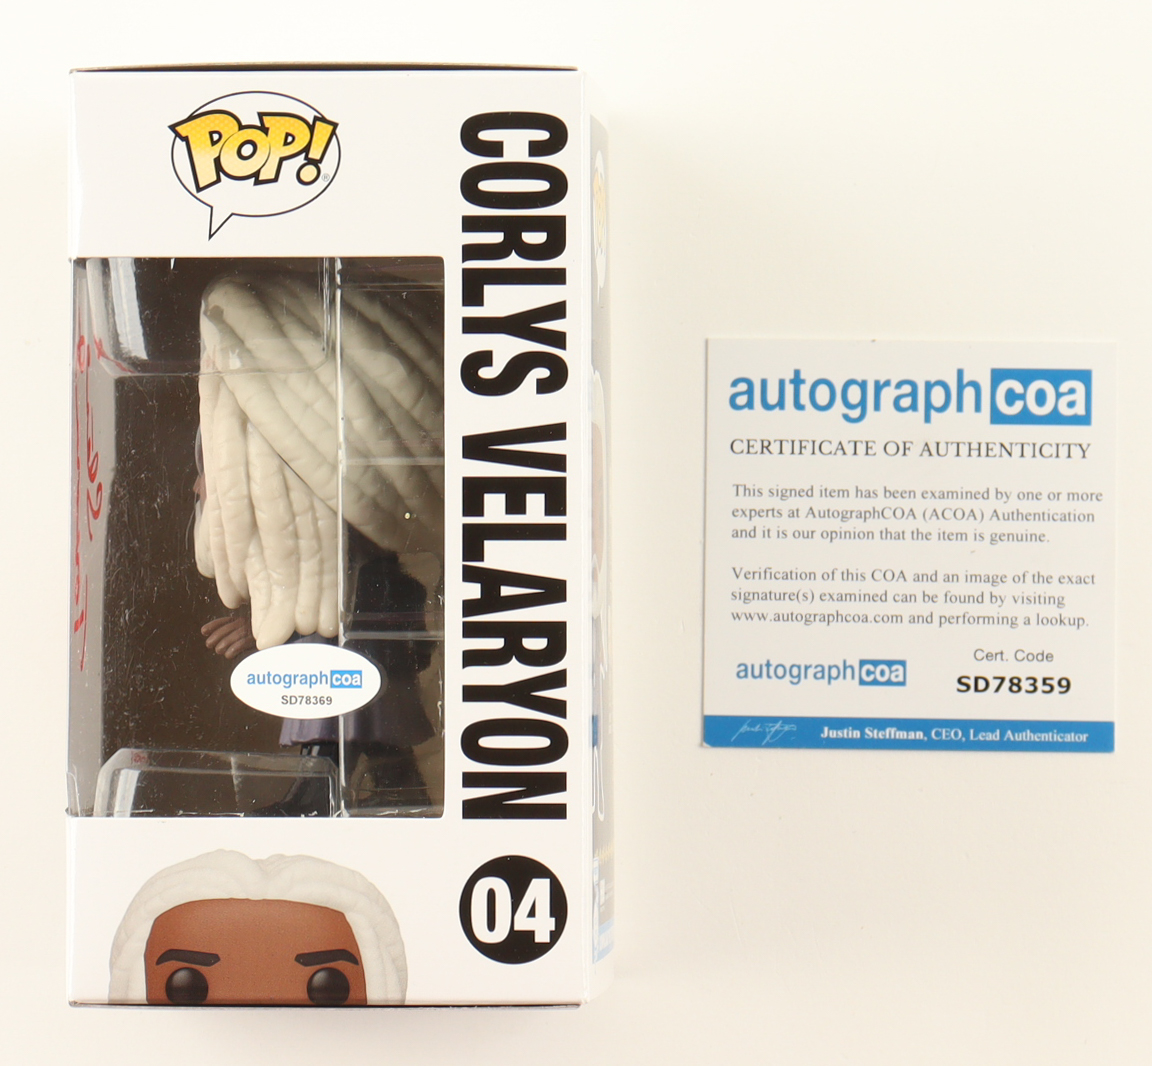 POP!
®
CORLYS VELARYON
autographcoa
SD78369
04
autographcoa
CERTIFICATE OF AUTHENTICITY
This signed item has been examined by one or more
experts at AutographCOA (ACOA) Authentication
and it is our opinion that the item is genuine.
Verification of this COA and an image of the exact
signature(s) examined can be found by visiting
www.autographcoa.com and performing a lookup.
autographcoa
Cert. Code
SD78359
Justin Steffman, CEO, Lead Authenticator